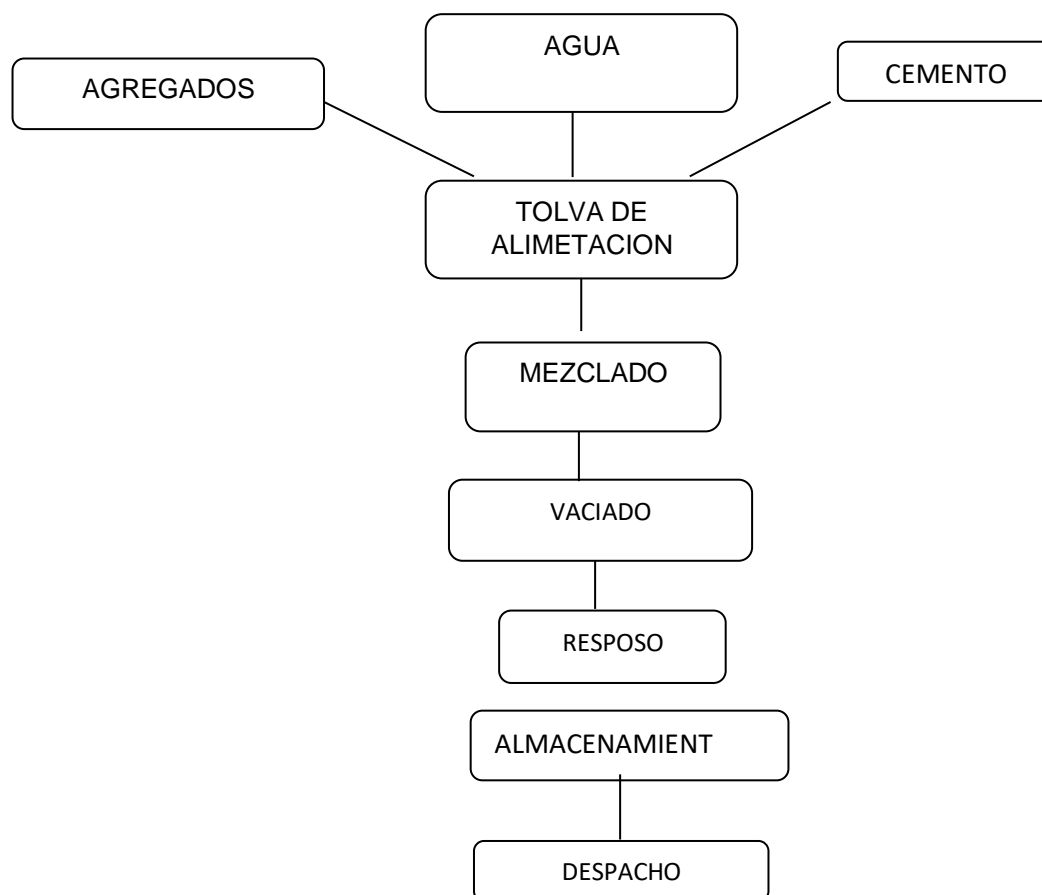 AGUA
AGREGADOS
CEMENTO
TOLVA DE
ALIMETACION
MEZCLADO
VACIADO
RESPOSO
ALMACENAMIENT
DESPACHO